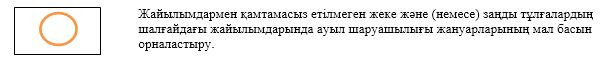 Жайылымдармен қамтамасыз етілмеген жеке және (немесе) заңды тұлғалардың
шалғайдағы жайылымдарында ауыл шаруашылығы жануарларының мал басын
орналастыру.